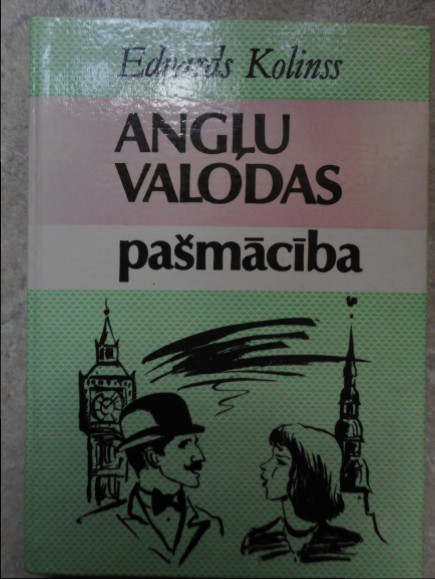 Edvards Kolinss
ANGĻU
VALODAS
pašmācība